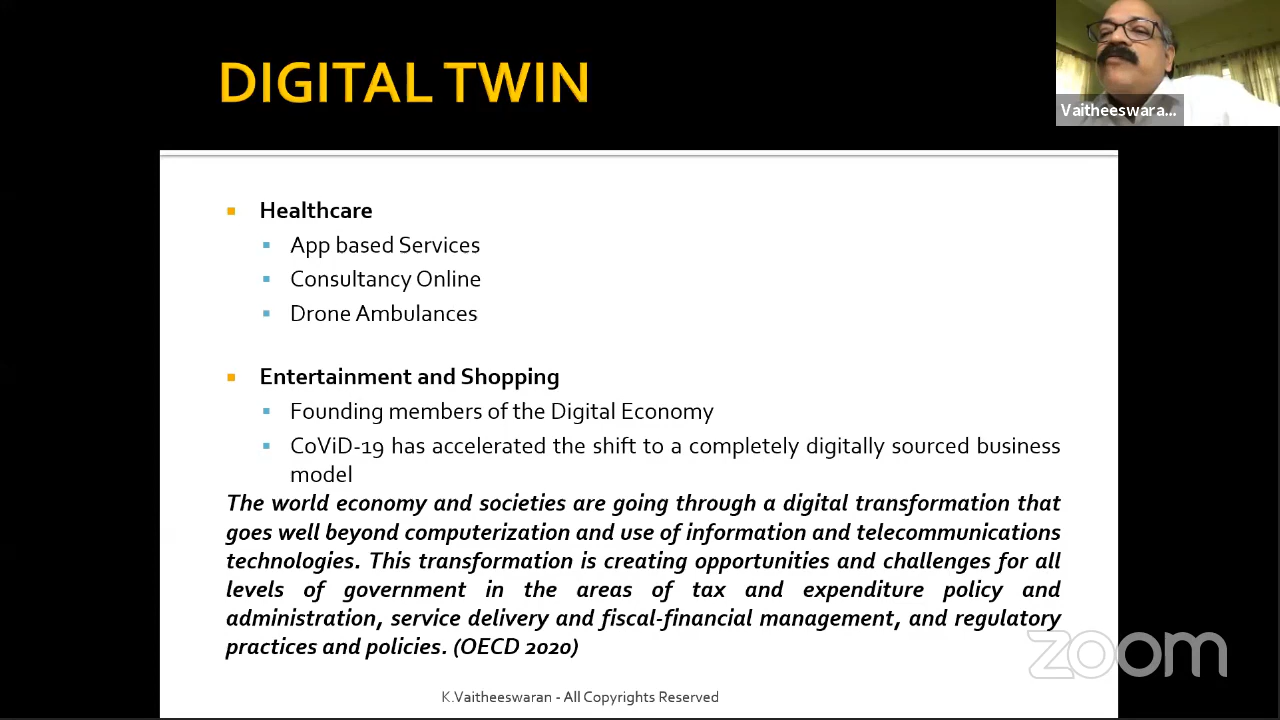 DIGITAL TWIN
Vaitheeswara...
Healthcare
App based Services
Consultancy Online
Drone Ambulances
Entertainment and Shopping
Founding members of the Digital Economy
CoViD-19 has accelerated the shift to a completely digitally sourced business
model
The world economy and societies are going through a digital transformation that
goes well beyond computerization and use of information and telecommunications
technologies. This transformation is creating opportunities and challenges for all
levels of government in the areas of tax and expenditure policy and
administration, service delivery and fiscal-financial management, and regulatory
practices and policies. (OECD 2020)
zoom
K.Vaitheeswaran - All Copyrights Reserved